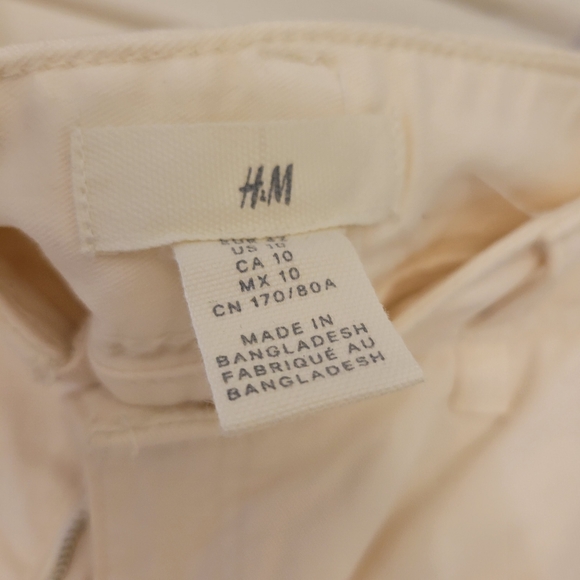 H&M
US 10
CA 10
MX 10
CN 170/80A
MADE IN
BANGLADESH
FABRIQUÉ AU
BANGLADESH